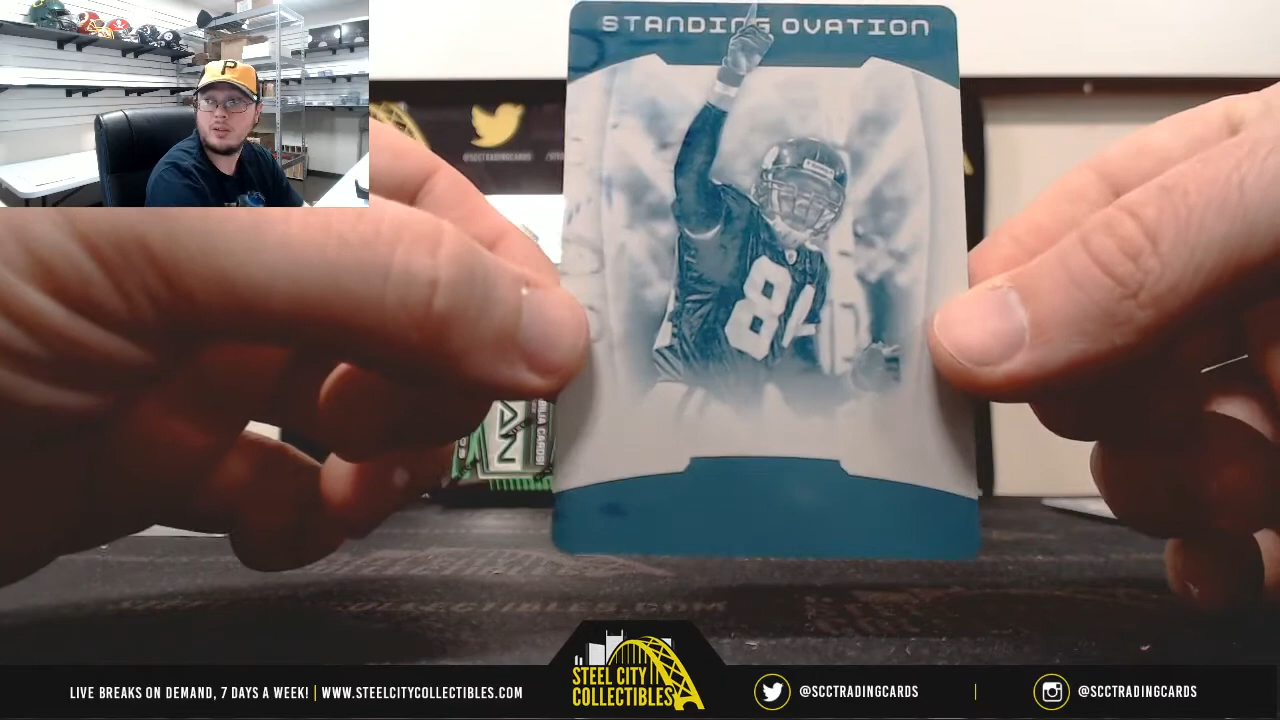 STANDING OVATION
P
@SCCTRADINGCARDS
84
LIVE BREAKS ON DEMAND, 7 DAYS A WEEK! | WWW.STEELCITYCOLLECTIBLES.COM
STEEL CITY
COLLECTIBLES
@SCCTRADINGCARDS
@SCCTRADINGCARDS